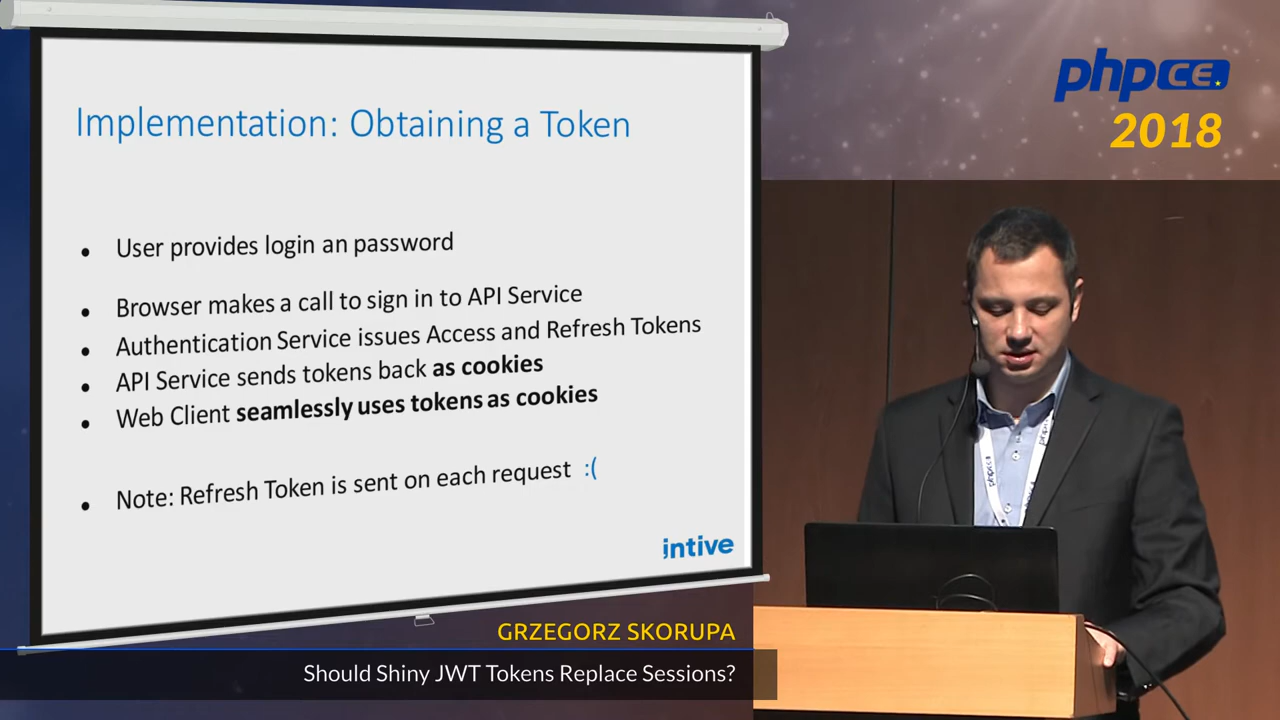 Implementation: Obtaining a Token
• User provides login an password
• Browser makes a call to sign in to API Service
• Authentication Service issues Access and Refresh Tokens
• API Service sends tokens back as cookies
• Web Client seamlessly uses tokens as cookies
• Note: Refresh Token is sent on each request :(
intive
GRZEGORZ SKORUPA
Should Shiny JWT Tokens Replace Sessions?
phpCE.
2018
phpce
phpce